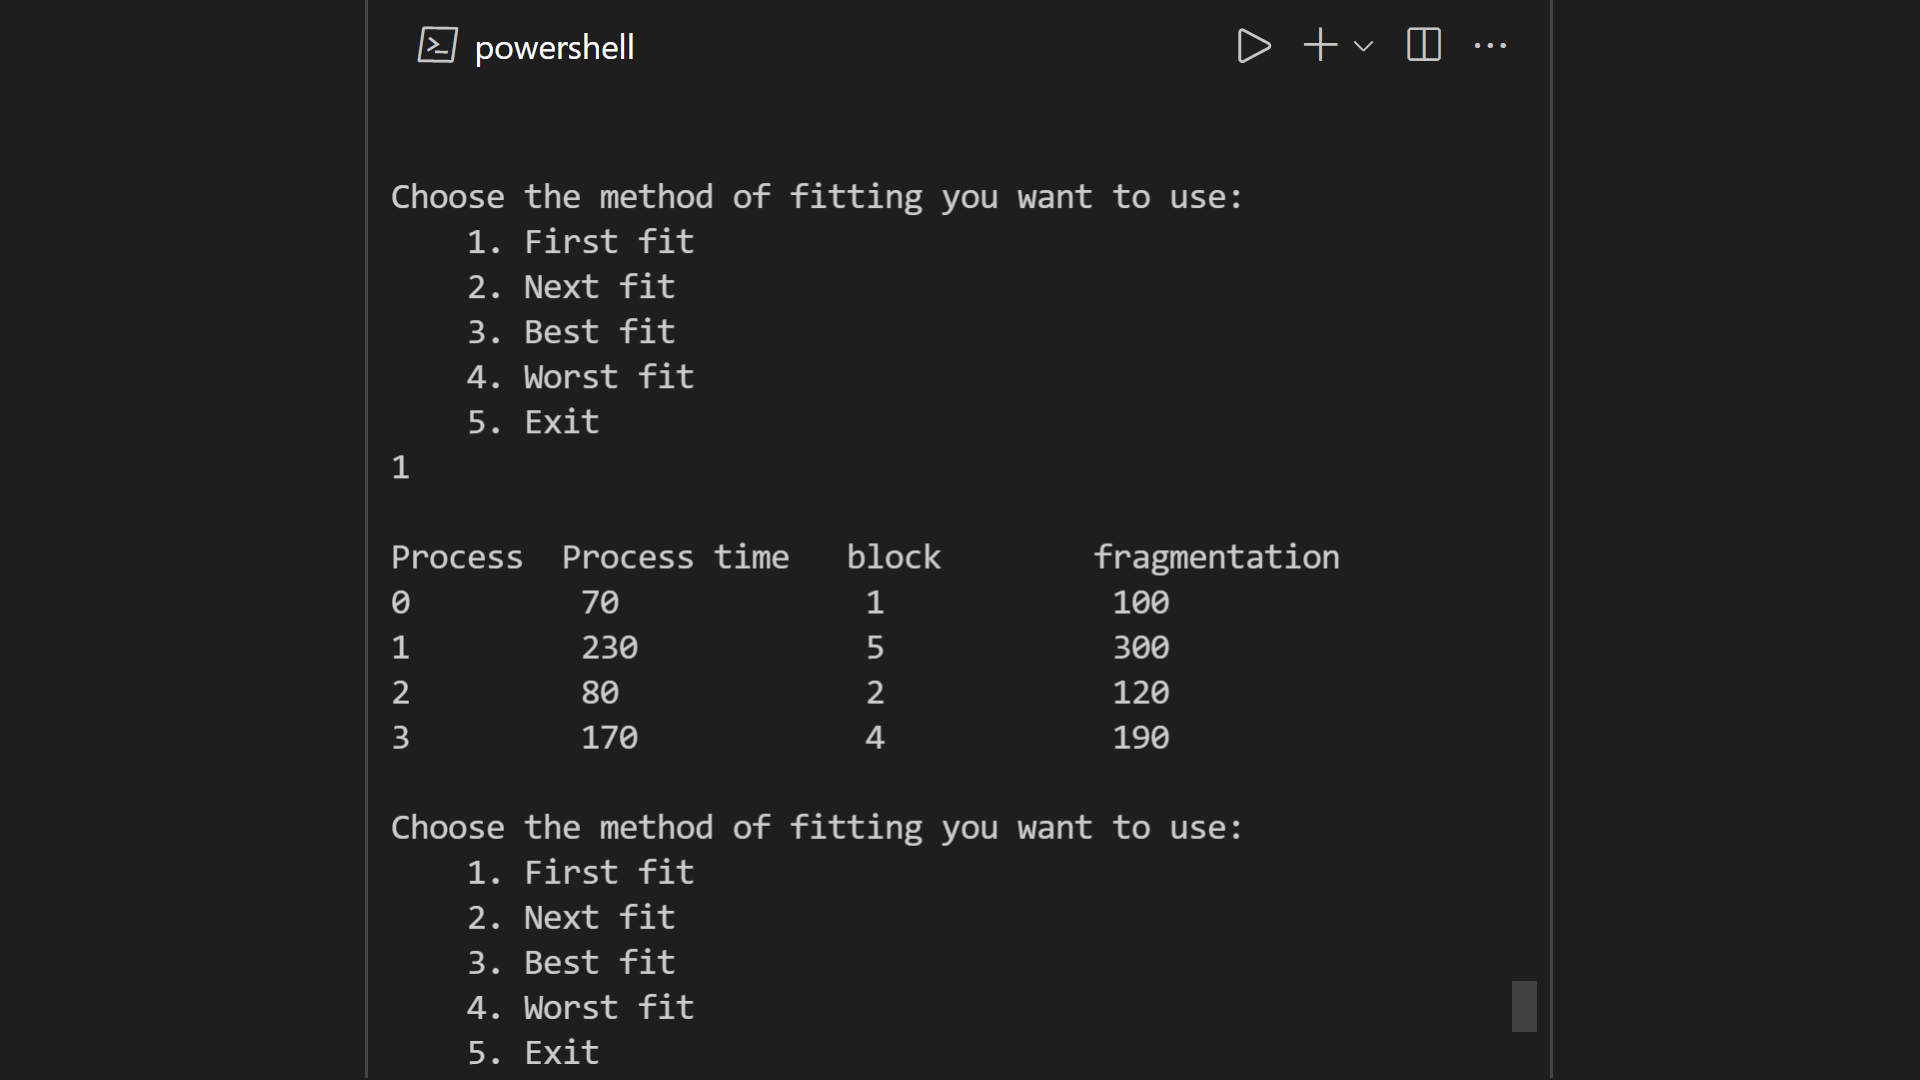 powershell
Choose the method of fitting you want to use:
1. First fit
2. Next fit
3. Best fit
4. Worst fit
5. Exit
1
Process Process time block fragmentation
0 70 1 100
1 230 5 300
2 80 2 120
3 170 4 190
Choose the method of fitting you want to use:
1. First fit
2. Next fit
3. Best fit
4. Worst fit
5. Exit